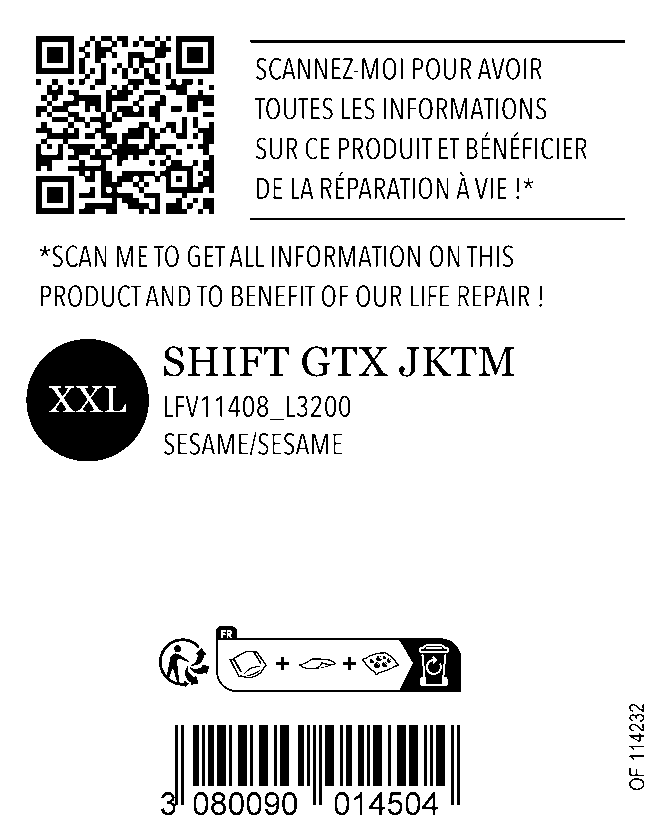 SCANNEZ-MOI POUR AVOIR
TOUTES LES INFORMATIONS
SUR CE PRODUIT ET BÉNÉFICIER
DE LA RÉPARATION À VIE !*
*SCAN ME TO GET ALL INFORMATION ON THIS
PRODUCT AND TO BENEFIT OF OUR LIFE REPAIR !
XXL
SHIFT GTX JKTM
LFV11408_L3200
SESAME/SESAME
FR
+ +
3 080090 014504
OF 114232